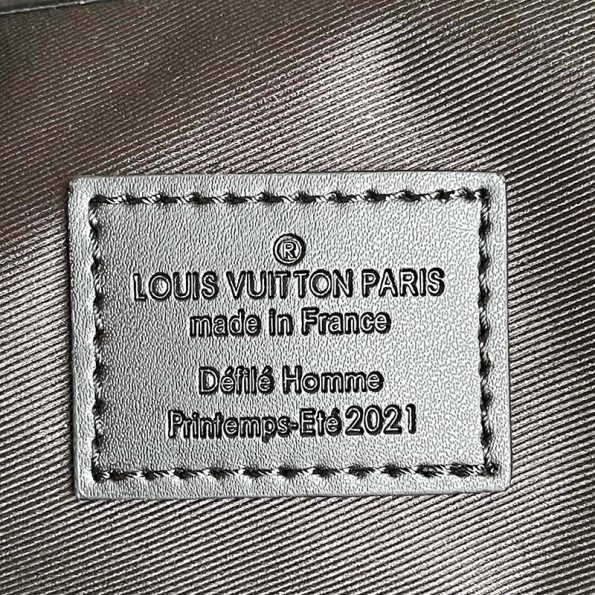 ®
LOUIS VUITTON PARIS
made in France
Défilé Homme
Printemps-Eté 2021